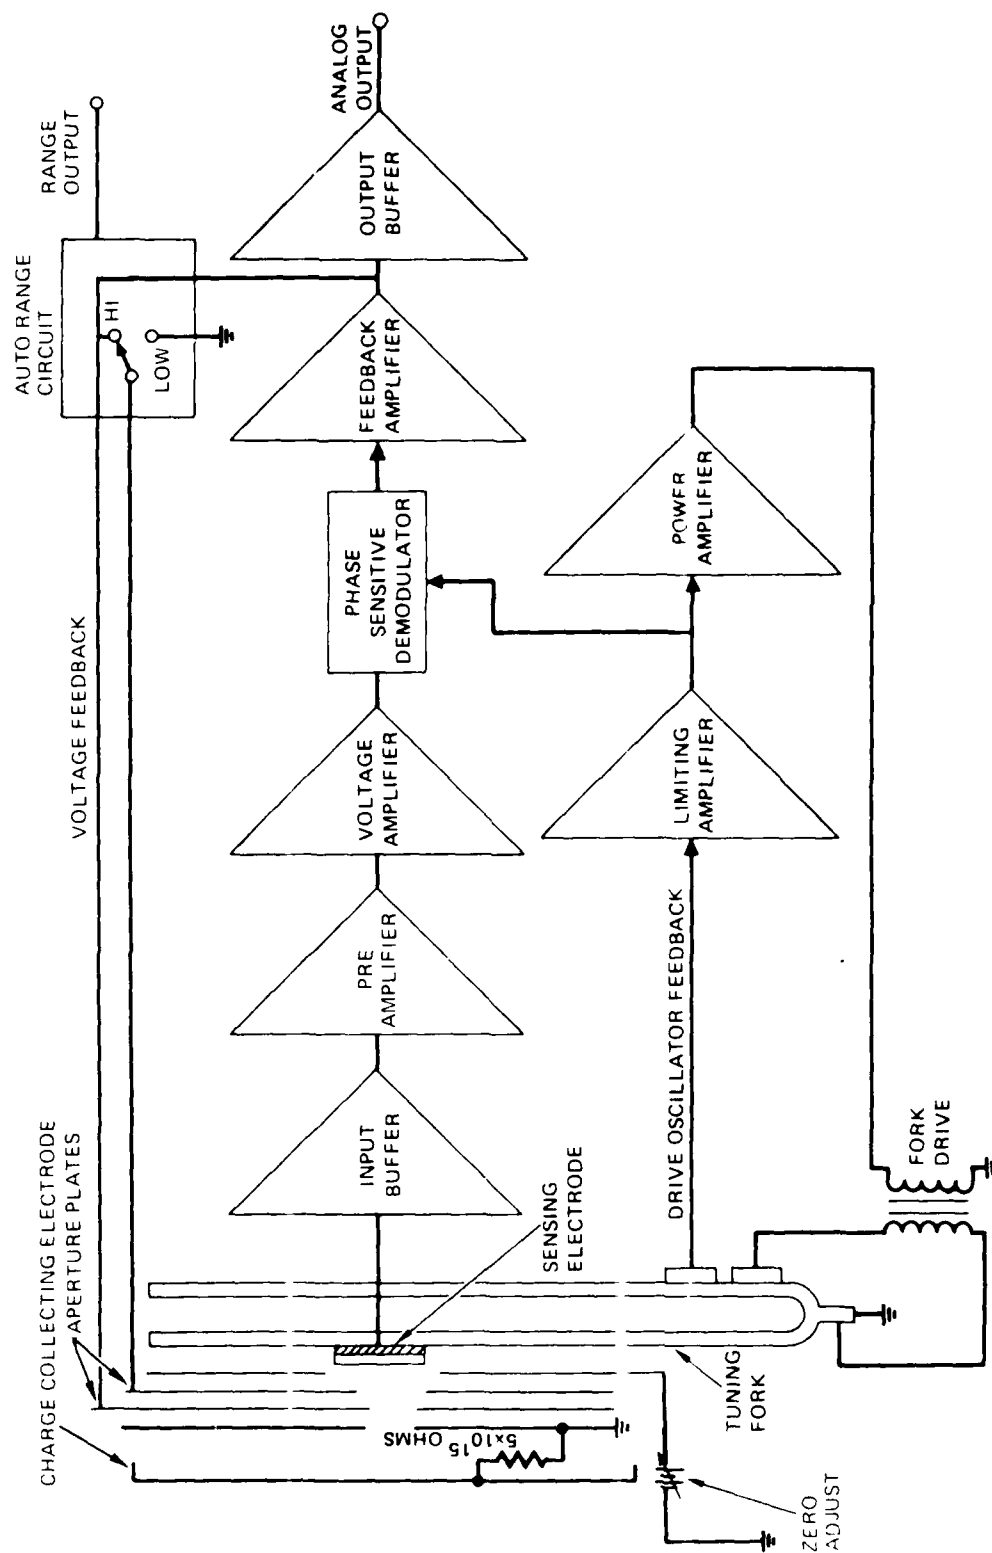 CHARGE COLLECTING ELECTRODE
APERTURE PLATES
VOLTAGE FEEDBACK
AUTO RANGE
CIRCUIT
HI
LOW
RANGE
OUTPUT
5x10¹⁵ OHMS
INPUT
BUFFER
PRE
AMPLIFIER
VOLTAGE
AMPLIFIER
PHASE
SENSITIVE
DEMODULATOR
FEEDBACK
AMPLIFIER
OUTPUT
BUFFER
ANALOG
OUTPUT
SENSING
ELECTRODE
DRIVE OSCILLATOR FEEDBACK
LIMITING
AMPLIFIER
POWER
AMPLIFIER
TUNING
FORK
ZERO
ADJUST
FORK
DRIVE